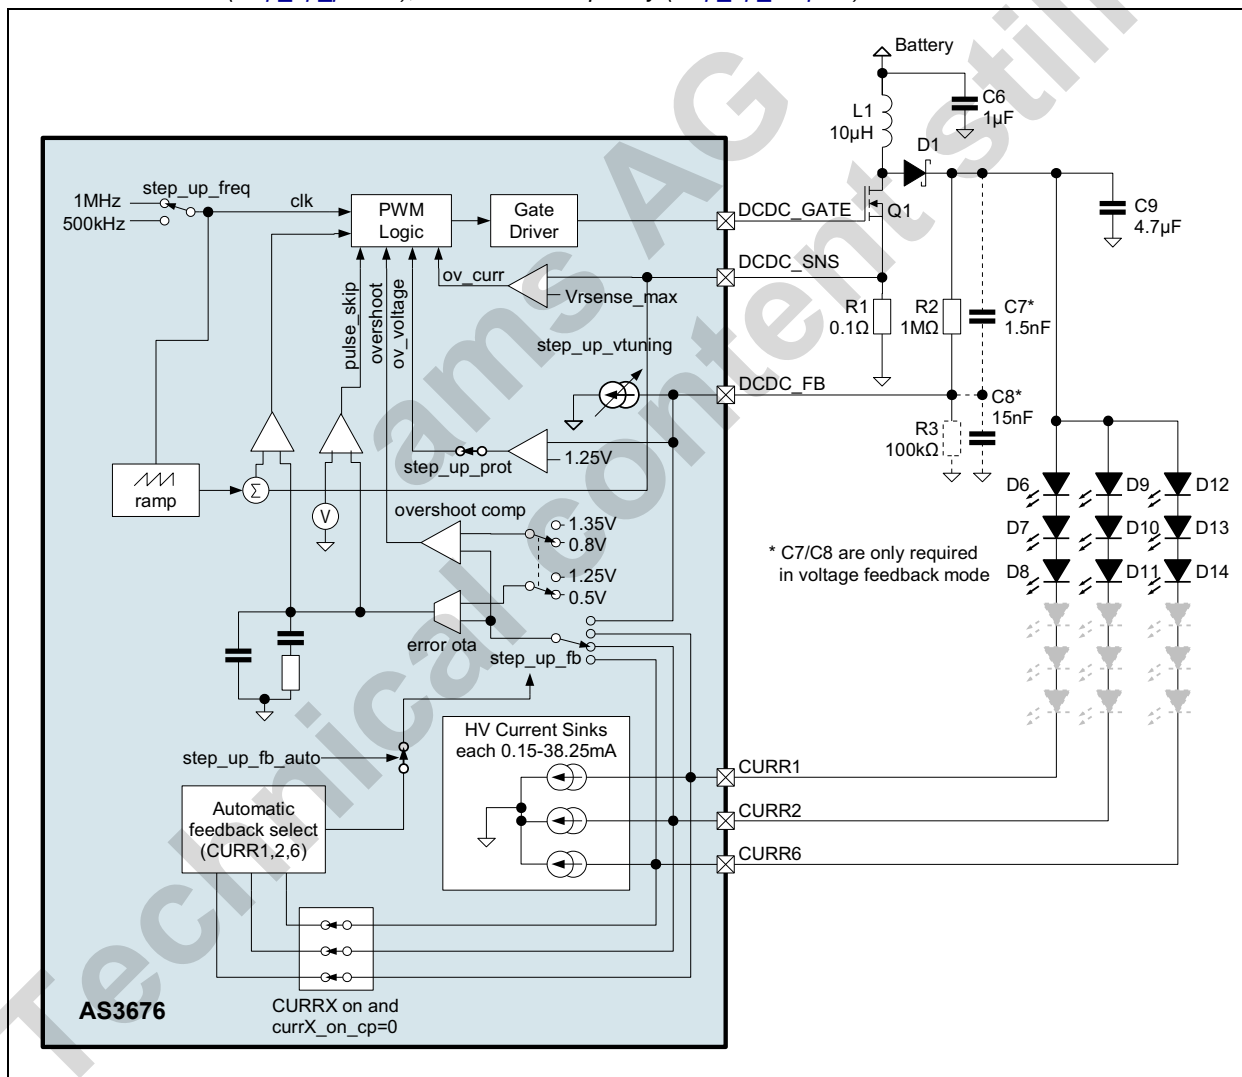 Battery
C6
1µF
L1
10µH
D1
Q1
C9
4.7µF
step_up_freq
1MHz
500kHz
clk
PWM
Logic
Gate
Driver
DCDC_GATE
DCDC_SNS
ov_curr
Vrsense_max
pulse_skip
overshoot
ov_voltage
R1
0.1Ω
R2
1MΩ
C7*
1.5nF
step_up_vtuning
DCDC_FB
C8*
15nF
R3
100kΩ
step_up_prot
1.25V
ramp
Σ
V
overshoot comp
1.35V
0.8V
1.25V
0.5V
error ota
step_up_fb
D6
D9
D12
D7
D10
D13
D8
D11
D14
* C7/C8 are only required
in voltage feedback mode
step_up_fb_auto
HV Current Sinks
each 0.15-38.25mA
CURR1
CURR2
CURR6
Automatic
feedback select
(CURR1,2,6)
CURRX on and
currX_on_cp=0
AS3676
ams AG
Technical content still